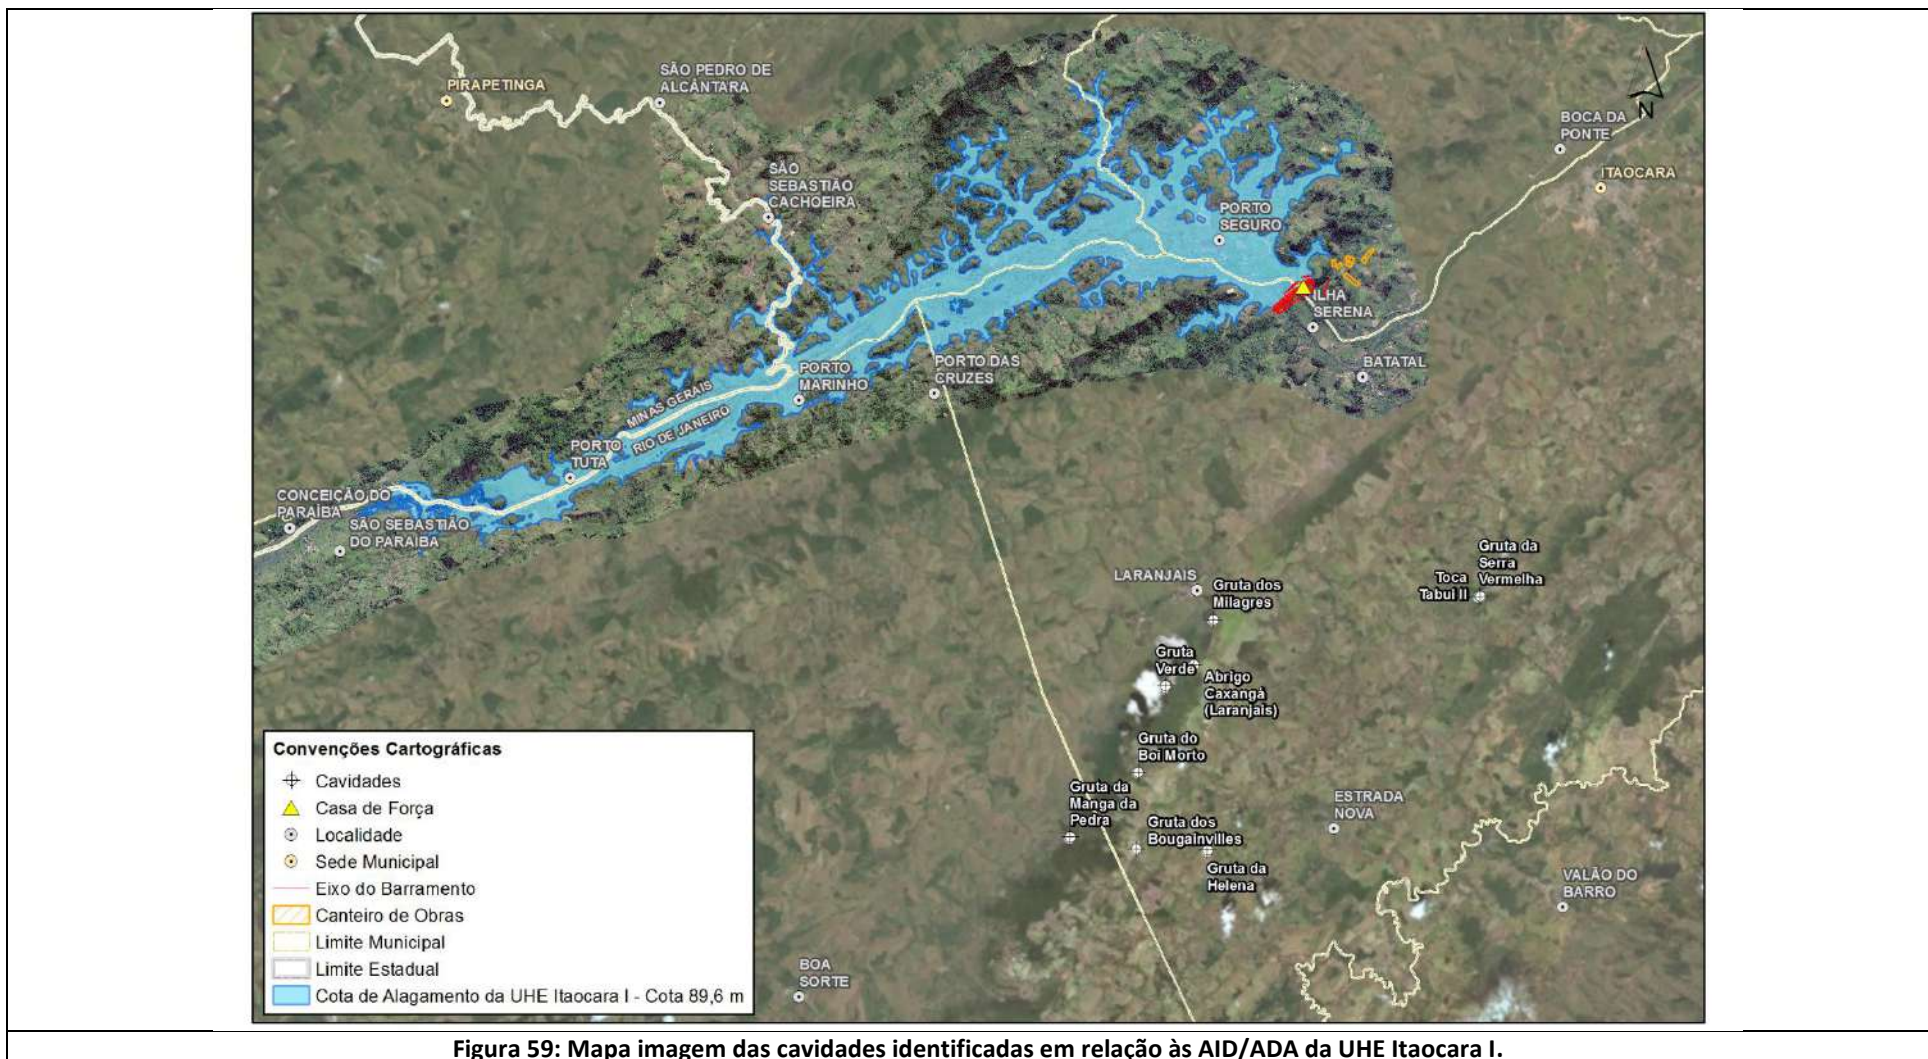 PIRAPETINGA
SÃO PEDRO DE
ALCÂNTARA
BOCA DA
PONTE
ITAOCARA
SÃO
SEBASTIÃO
CACHOEIRA
PORTO
SEGURO
ILHA
SERENA
BATATAL
PORTO DAS
CRUZES
PORTO
MARINHO
MINAS GERAIS
RIO DE JANEIRO
PORTO
TUTA
CONCEIÇÃO DO
PARAÍBA
SÃO SEBASTIÃO
DO PARAÍBA
N
LARANJAIS
Gruta dos
Milagres
Gruta da
Serra
Vermelha
Toca
Tabuí II
Gruta
Verde
Abrigo
Caxangá
(Laranjais)
Gruta do
Boi Morto
Gruta da
Manga da
Pedra
Gruta dos
Bougainvilles
Gruta da
Helena
ESTRADA
NOVA
VALÃO DO
BARRO
BOA
SORTE
Convenções Cartográficas
Cavidades
Casa de Força
Localidade
Sede Municipal
Eixo do Barramento
Canteiro de Obras
Limite Municipal
Limite Estadual
Cota de Alagamento da UHE Itaocara I - Cota 89,6 m
Figura 59: Mapa imagem das cavidades identificadas em relação às AID/ADA da UHE Itaocara I.